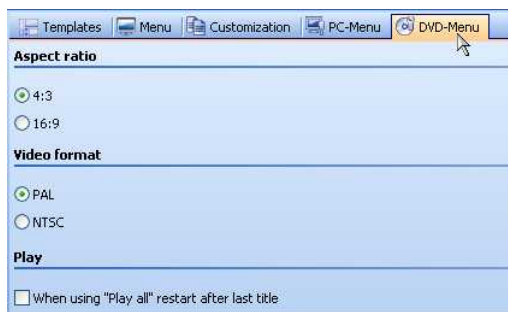 Templates Menu Customization PC-Menu DVD-Menu
Aspect ratio
4:3
16:9
Video format
PAL
NTSC
Play
When using "Play all" restart after last title